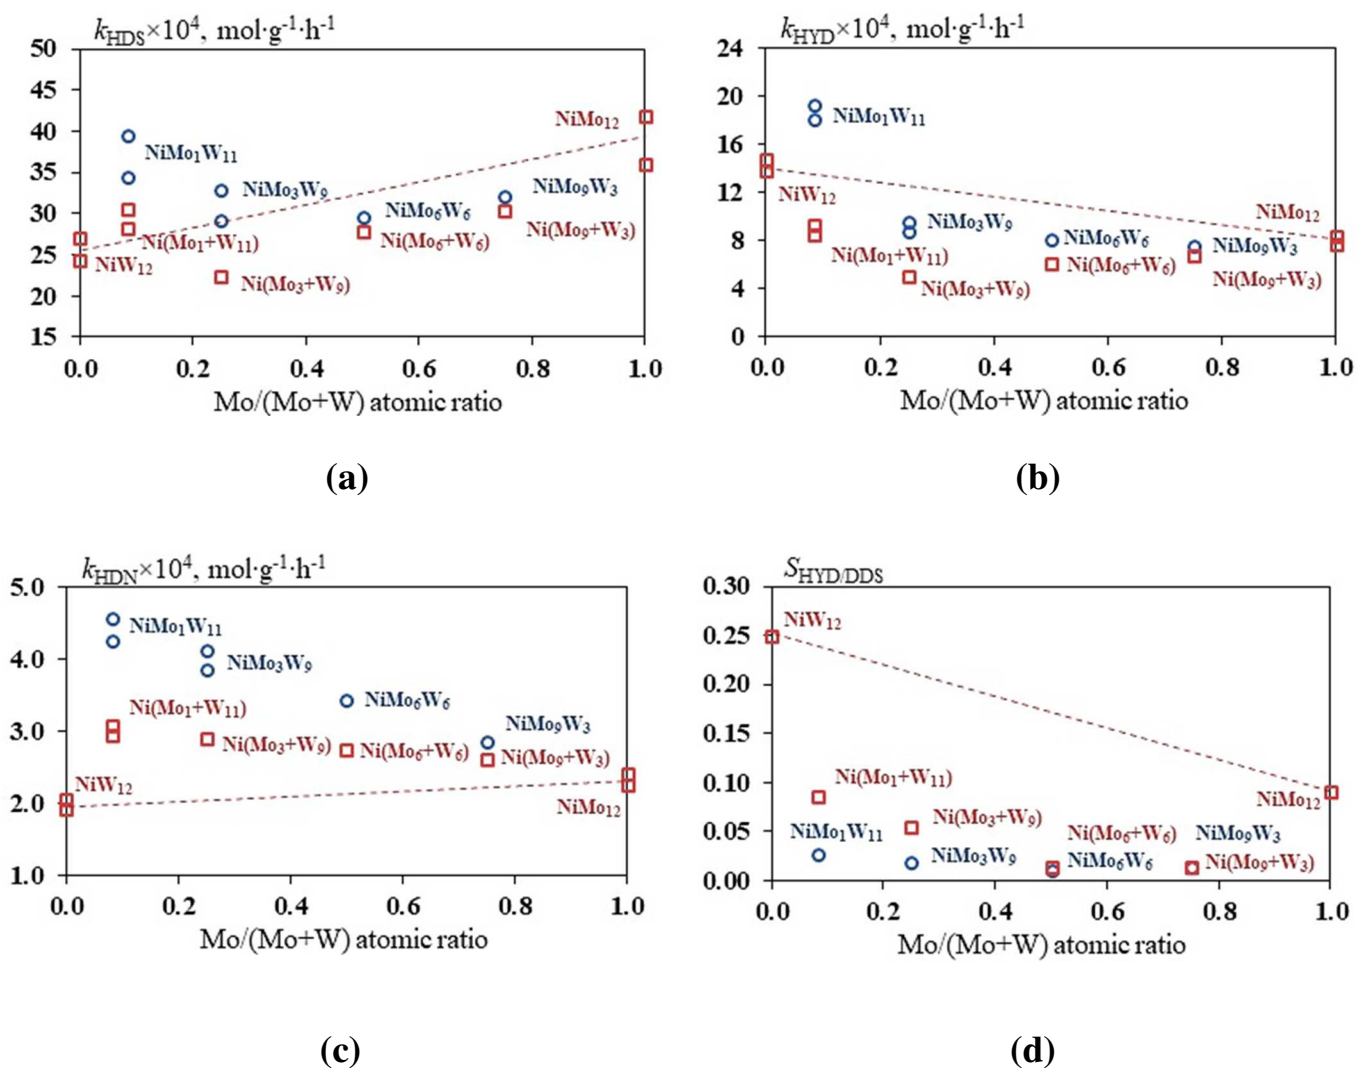 k_HDS×10⁴, mol·g⁻¹·h⁻¹
50
45
40
35
30
25
20
15
NiMo₁₂
NiMo₁W₁₁
NiMo₃W₉
NiMo₉W₃
NiMo₆W₆
Ni(Mo₉+W₃)
Ni(Mo₁+W₁₁)
Ni(Mo₆+W₆)
NiW₁₂
Ni(Mo₃+W₉)
0.0 0.2 0.4 0.6 0.8 1.0
Mo/(Mo+W) atomic ratio
(a)
k_HYD×10⁴, mol·g⁻¹·h⁻¹
24
20
16
12
8
4
0
NiMo₁W₁₁
NiW₁₂
NiMo₁₂
NiMo₃W₉
NiMo₆W₆
NiMo₉W₃
Ni(Mo₁+W₁₁)
Ni(Mo₆+W₆)
Ni(Mo₉+W₃)
Ni(Mo₃+W₉)
0.0 0.2 0.4 0.6 0.8 1.0
Mo/(Mo+W) atomic ratio
(b)
k_HDN×10⁴, mol·g⁻¹·h⁻¹
5.0
4.0
3.0
2.0
1.0
NiMo₁W₁₁
NiMo₃W₉
NiMo₆W₆
Ni(Mo₁+W₁₁)
NiMo₉W₃
Ni(Mo₃+W₉)
Ni(Mo₆+W₆)
Ni(Mo₉+W₃)
NiW₁₂
NiMo₁₂
0.0 0.2 0.4 0.6 0.8 1.0
Mo/(Mo+W) atomic ratio
(c)
S_HYD/DDS
0.30
0.25
0.20
0.15
0.10
0.05
0.00
NiW₁₂
Ni(Mo₁+W₁₁)
NiMo₁₂
Ni(Mo₃+W₉)
NiMo₁W₁₁
Ni(Mo₆+W₆)
NiMo₉W₃
NiMo₃W₉
NiMo₆W₆
Ni(Mo₉+W₃)
0.0 0.2 0.4 0.6 0.8 1.0
Mo/(Mo+W) atomic ratio
(d)